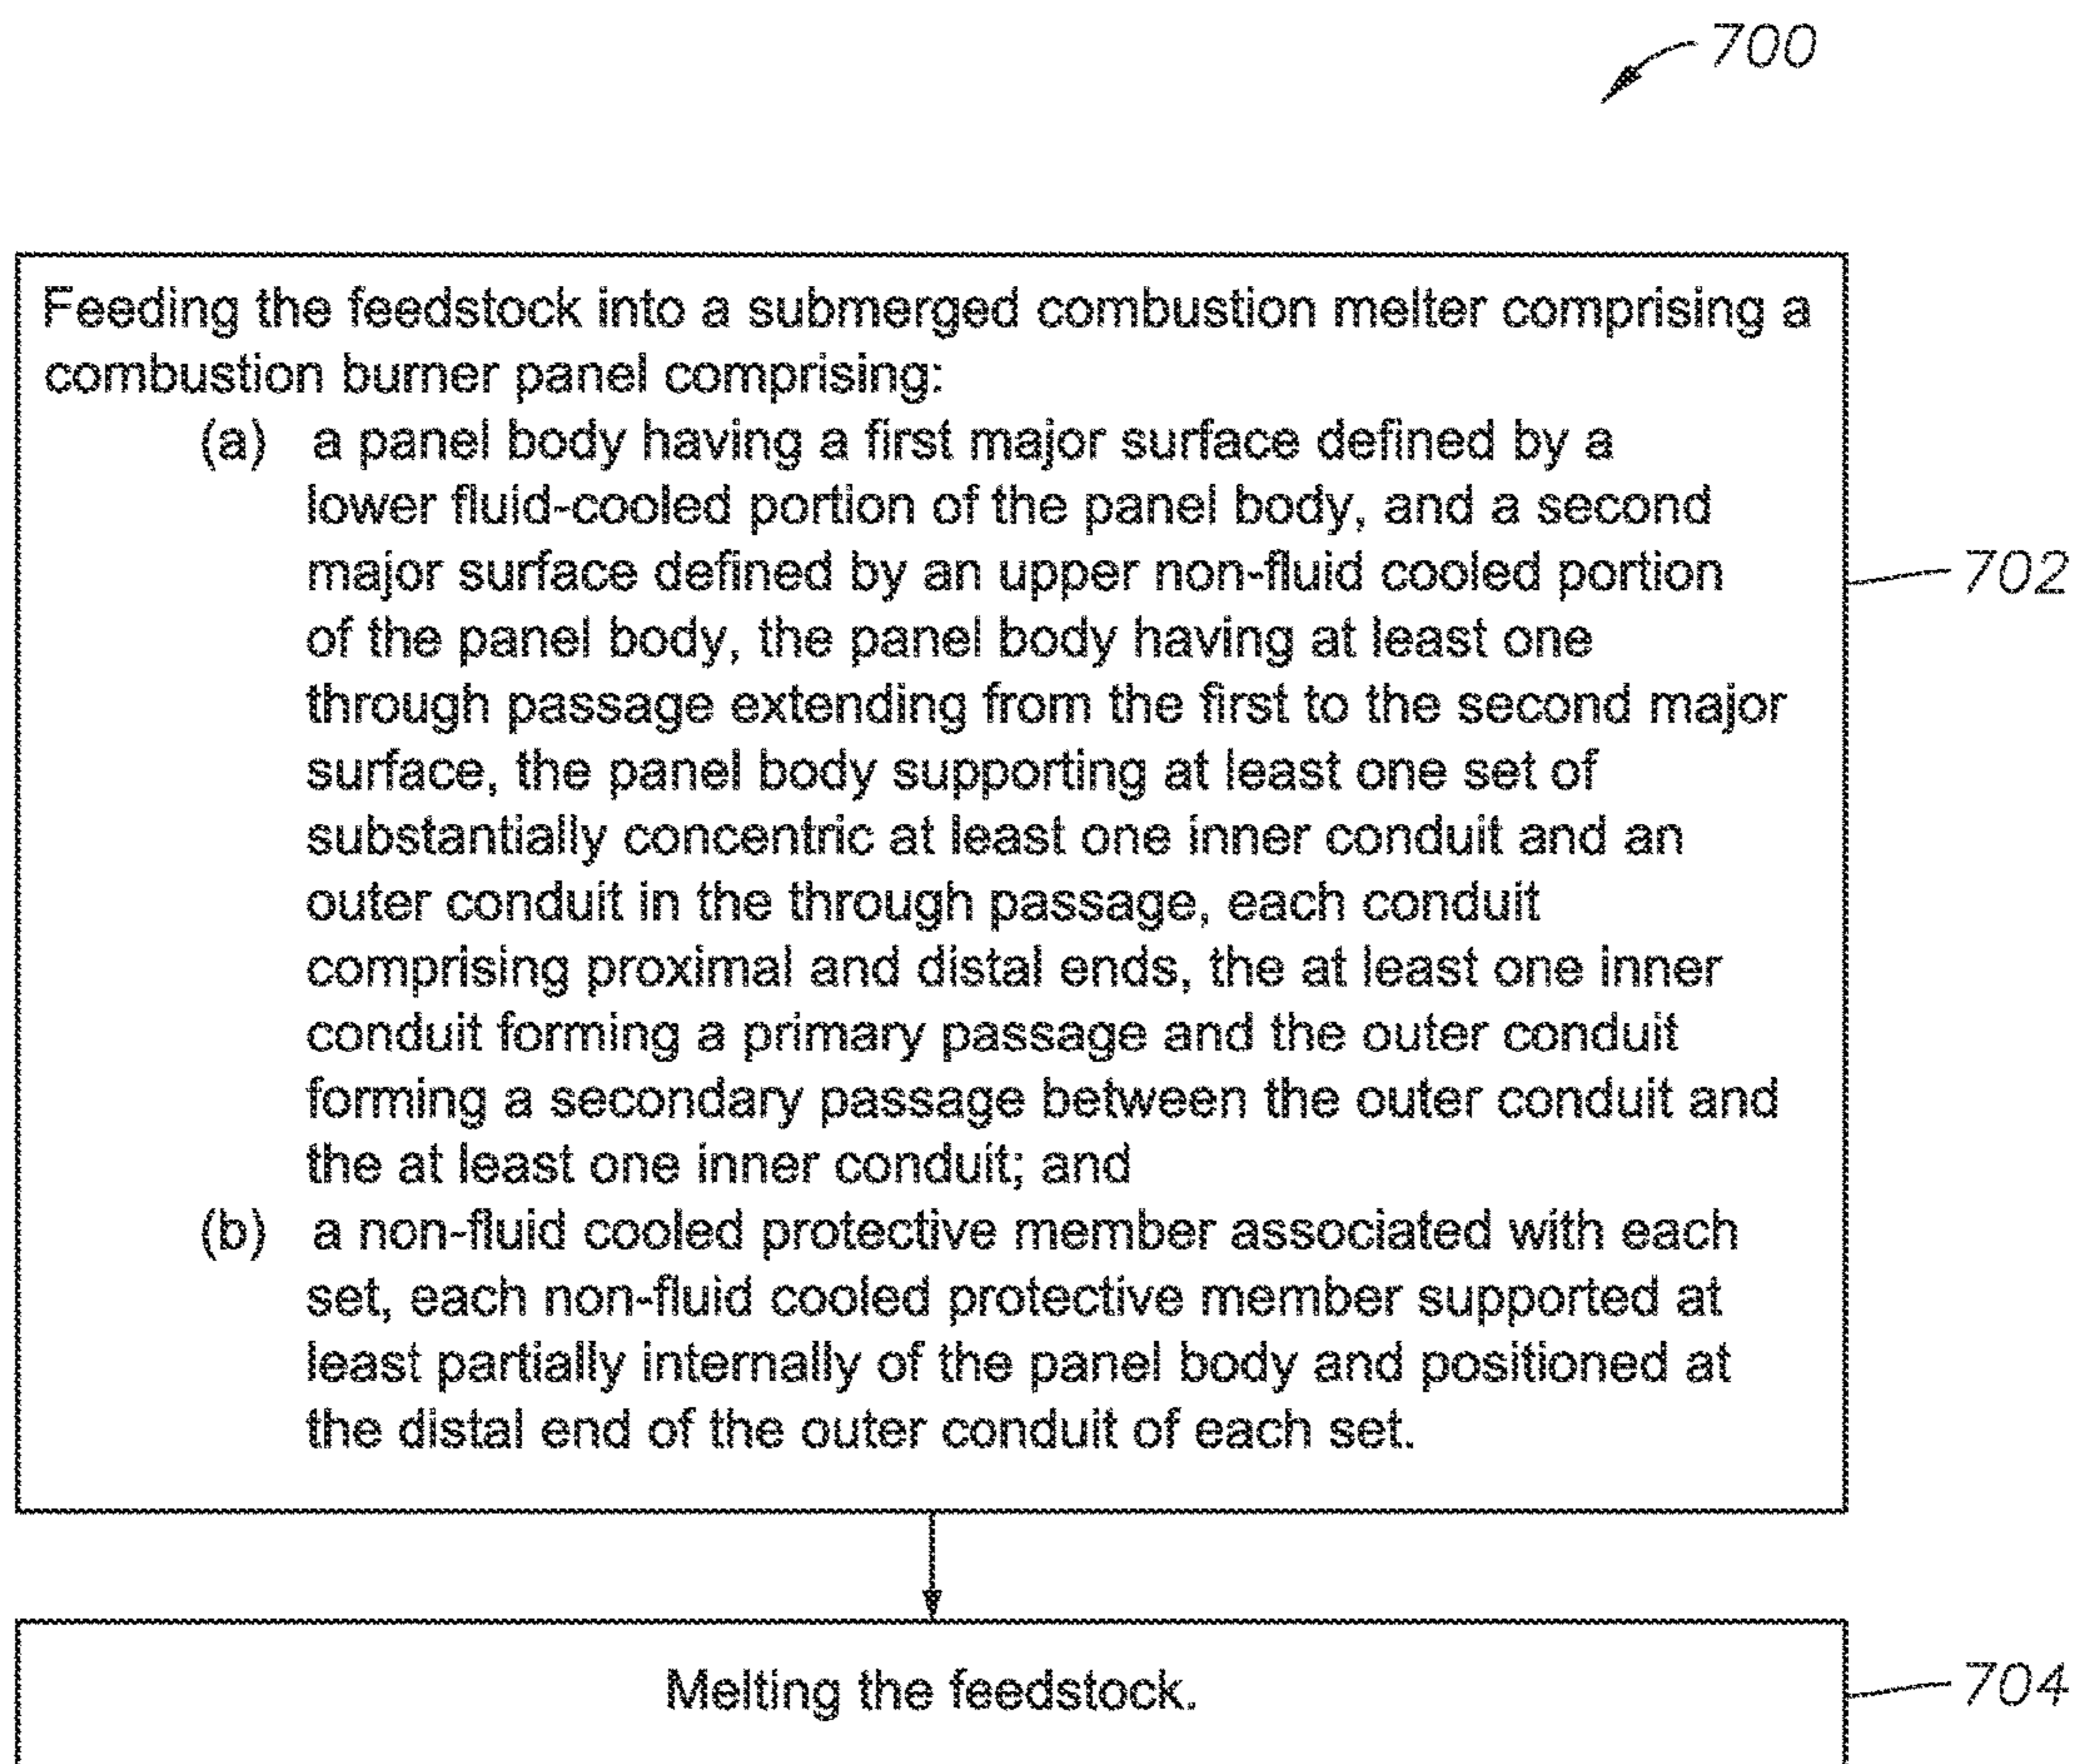 700
Feeding the feedstock into a submerged combustion melter comprising a
combustion burner panel comprising:
(a) a panel body having a first major surface defined by a
lower fluid-cooled portion of the panel body, and a second
major surface defined by an upper non-fluid cooled portion
of the panel body, the panel body having at least one
through passage extending from the first to the second major
surface, the panel body supporting at least one set of
substantially concentric at least one inner conduit and an
outer conduit in the through passage, each conduit
comprising proximal and distal ends, the at least one inner
conduit forming a primary passage and the outer conduit
forming a secondary passage between the outer conduit and
the at least one inner conduit; and
(b) a non-fluid cooled protective member associated with each
set, each non-fluid cooled protective member supported at
least partially internally of the panel body and positioned at
the distal end of the outer conduit of each set.
702
Melting the feedstock.
704